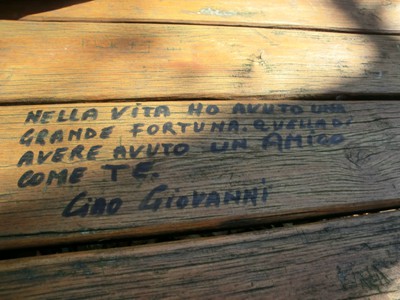 NELLA VITA HO AVUTO UNA
GRANDE FORTUNA. QUELLA DI
AVERE AVUTO UN AMICO
COME TE.
CIAO GIOVANNI